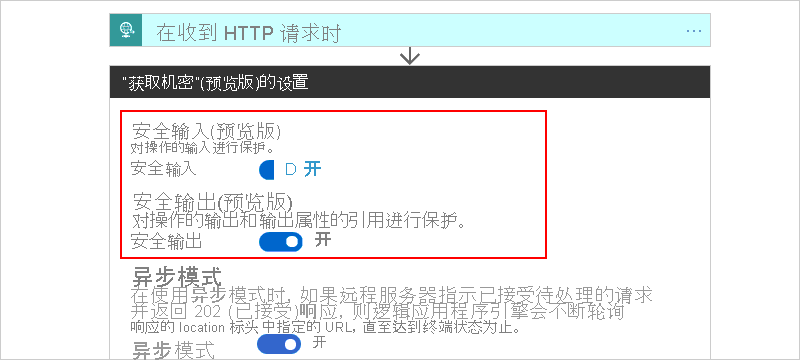 在收到 HTTP 请求时 ...
"获取机密"(预览版)的设置
安全输入(预览版)
对操作的输入进行保护。
安全输入 D 开
安全输出(预览版)
对操作的输出和输出属性的引用进行保护。
安全输出 开
异步模式
在使用异步模式时, 如果远程服务器指示已接受待处理的请求
并返回 202 (已接受)响应, 则逻辑应用程序引擎会不断轮询
响应的 location 标头中指定的 URL, 直至达到终端状态为止。
异步模式 开